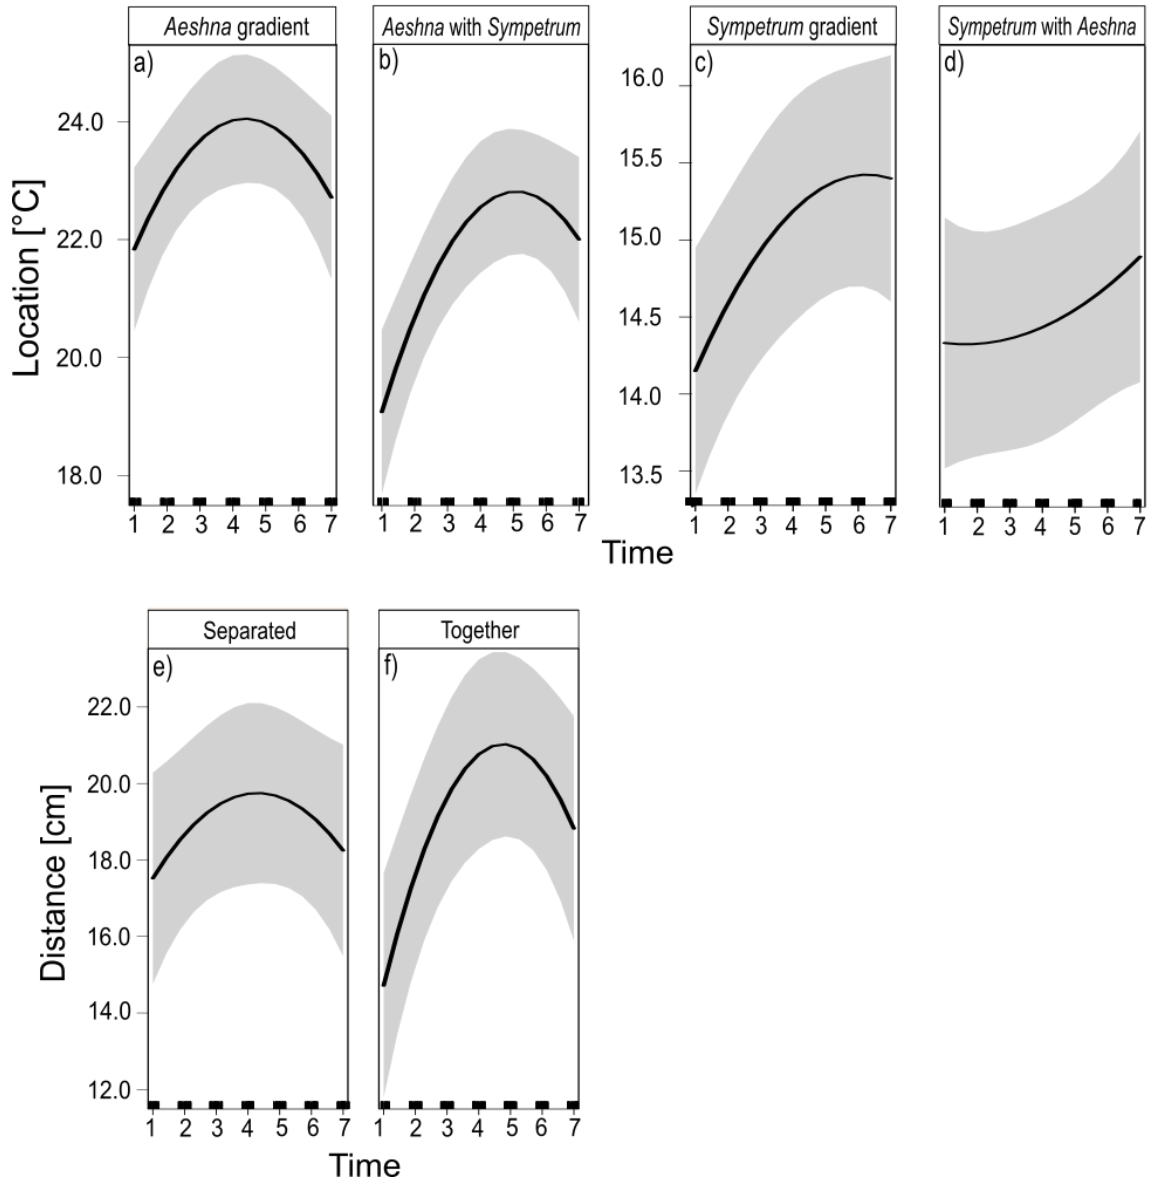 Aeshna gradient
Aeshna with Sympetrum
Sympetrum gradient
Sympetrum with Aeshna
a)
b)
c)
d)
Location [°C]
24.0
22.0
20.0
18.0
16.0
15.5
15.0
14.5
14.0
13.5
1 2 3 4 5 6 7
1 2 3 4 5 6 7
1 2 3 4 5 6 7
1 2 3 4 5 6 7
Time
Separated
Together
e)
f)
Distance [cm]
22.0
20.0
18.0
16.0
14.0
12.0
1 2 3 4 5 6 7
1 2 3 4 5 6 7
Time